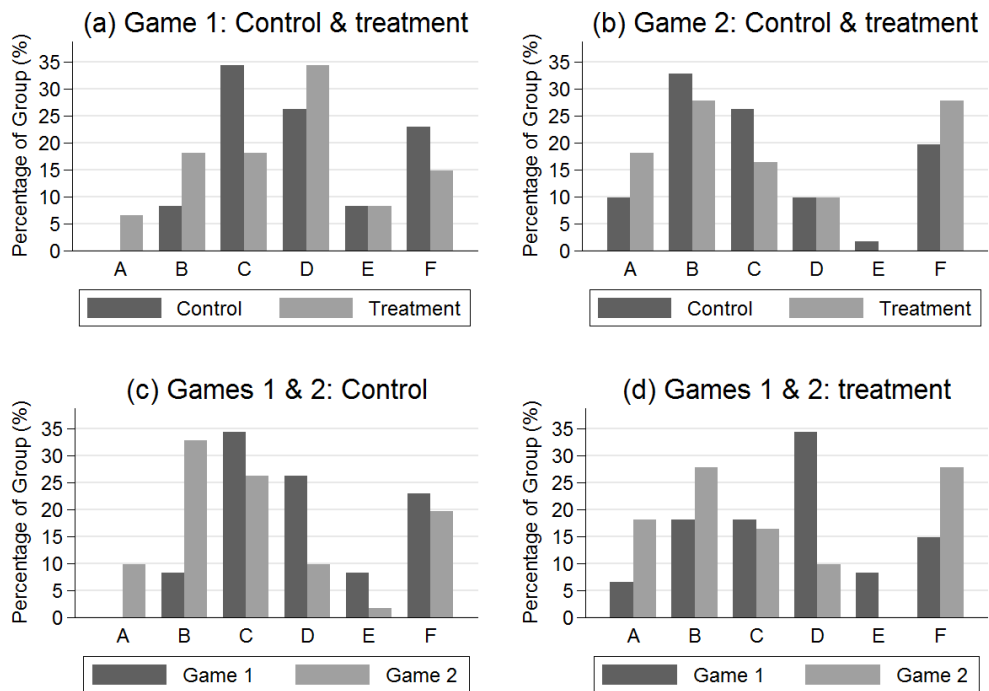 (a) Game 1: Control & treatment
Percentage of Group (%)
35
30
25
20
15
10
5
0
A B C D E F
Control Treatment
(b) Game 2: Control & treatment
Percentage of Group (%)
35
30
25
20
15
10
5
0
A B C D E F
Control Treatment
(c) Games 1 & 2: Control
Percentage of Group (%)
35
30
25
20
15
10
5
0
A B C D E F
Game 1 Game 2
(d) Games 1 & 2: treatment
Percentage of Group (%)
35
30
25
20
15
10
5
0
A B C D E F
Game 1 Game 2